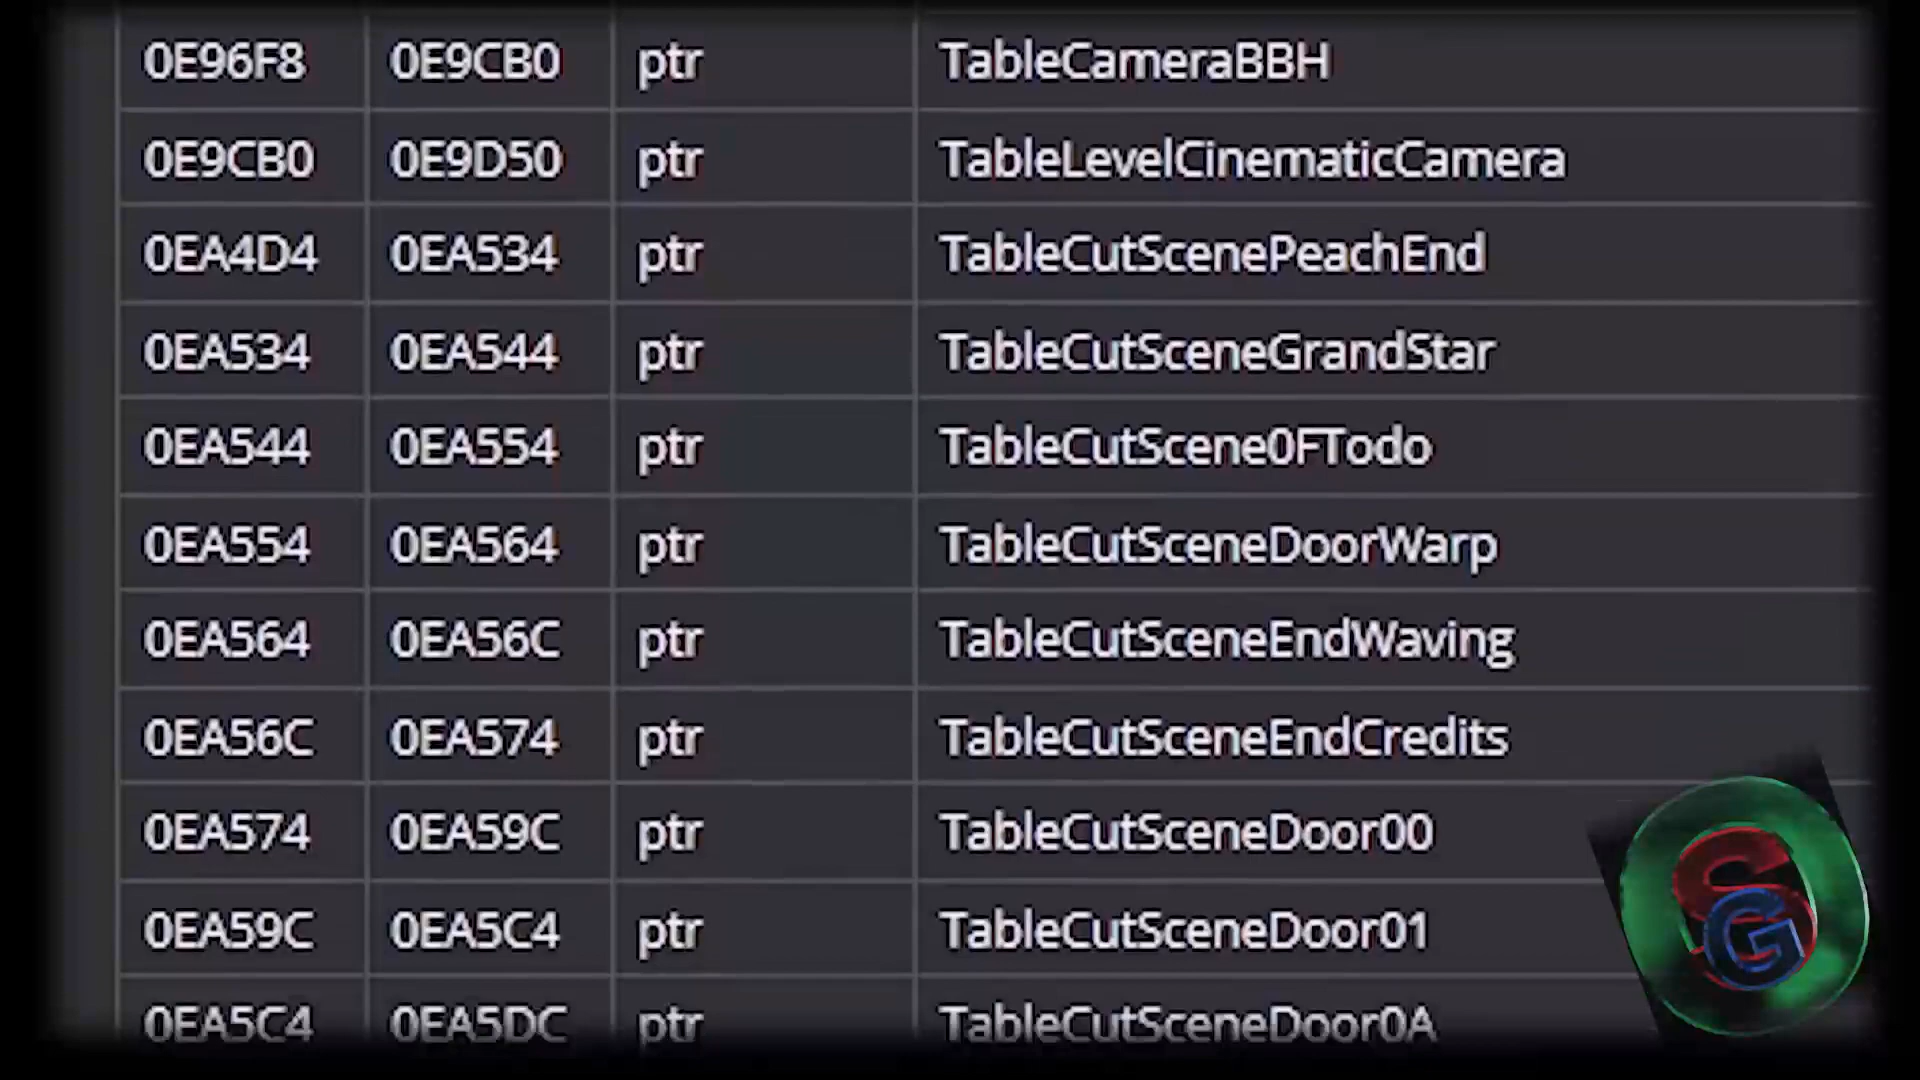 0E96F8 0E9CB0 ptr TableCameraBBH
0E9CB0 0E9D50 ptr TableLevelCinematicCamera
0EA4D4 0EA534 ptr TableCutScenePeachEnd
0EA534 0EA544 ptr TableCutSceneGrandStar
0EA544 0EA554 ptr TableCutScene0FTodo
0EA554 0EA564 ptr TableCutSceneDoorWarp
0EA564 0EA56C ptr TableCutSceneEndWaving
0EA56C 0EA574 ptr TableCutSceneEndCredits
0EA574 0EA59C ptr TableCutSceneDoor00
0EA59C 0EA5C4 ptr TableCutSceneDoor01
0EA5C4 0EA5DC ptr TableCutSceneDoor0A
SG